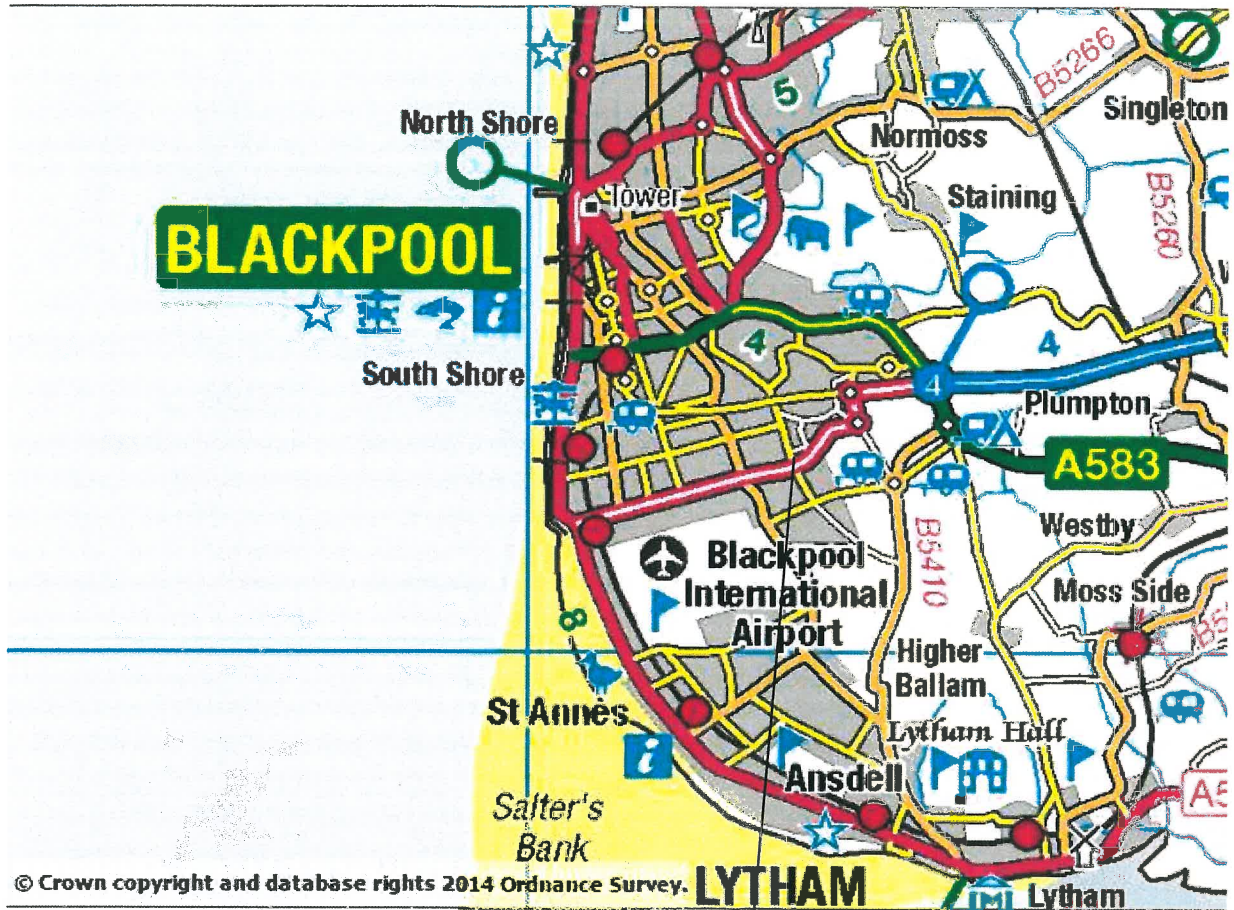 5
B5266
Singleton
North Shore
Normoss
Tower
Staining
B5260
BLACKPOOL
i
4
4
South Shore
4
Plumpton
A583
B5410
Westby
Blackpool
International
Airport
Moss Side
8
Higher
Ballam
St Annes
Lytham Hall
i
Ansdell
Salter's
Bank
© Crown copyright and database rights 2014 Ordnance Survey.
LYTHAM
M
Lytham